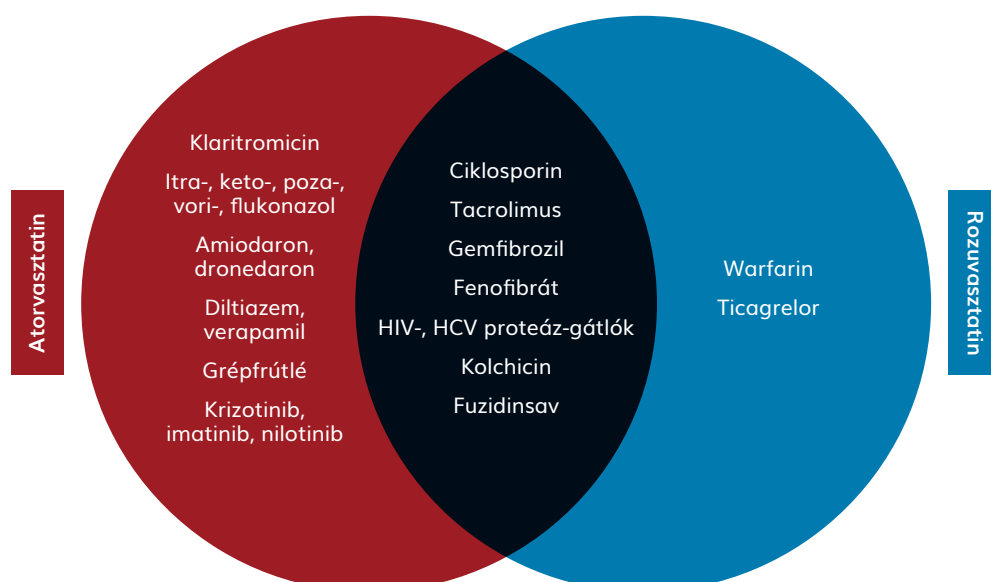 Atorvasztatin
Klaritromicin
Itra-, keto-, poza-,
vori-, flukonazol
Amiodaron,
dronedaron
Diltiazem,
verapamil
Grépfrútlé
Krizotinib,
imatinib, nilotinib
Ciklosporin
Tacrolimus
Gemfibrozil
Fenofibrát
HIV-, HCV proteáz-gátlók
Kolchicin
Fuzidinsav
Warfarin
Ticagrelor
Rozuvasztatin